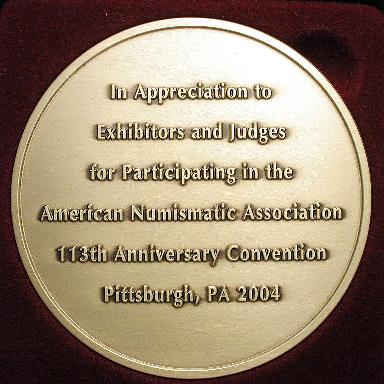 In Appreciation to
Exhibitors and Judges
for Participating in the
American Numismatic Association
113th Anniversary Convention
Pittsburgh, PA 2004